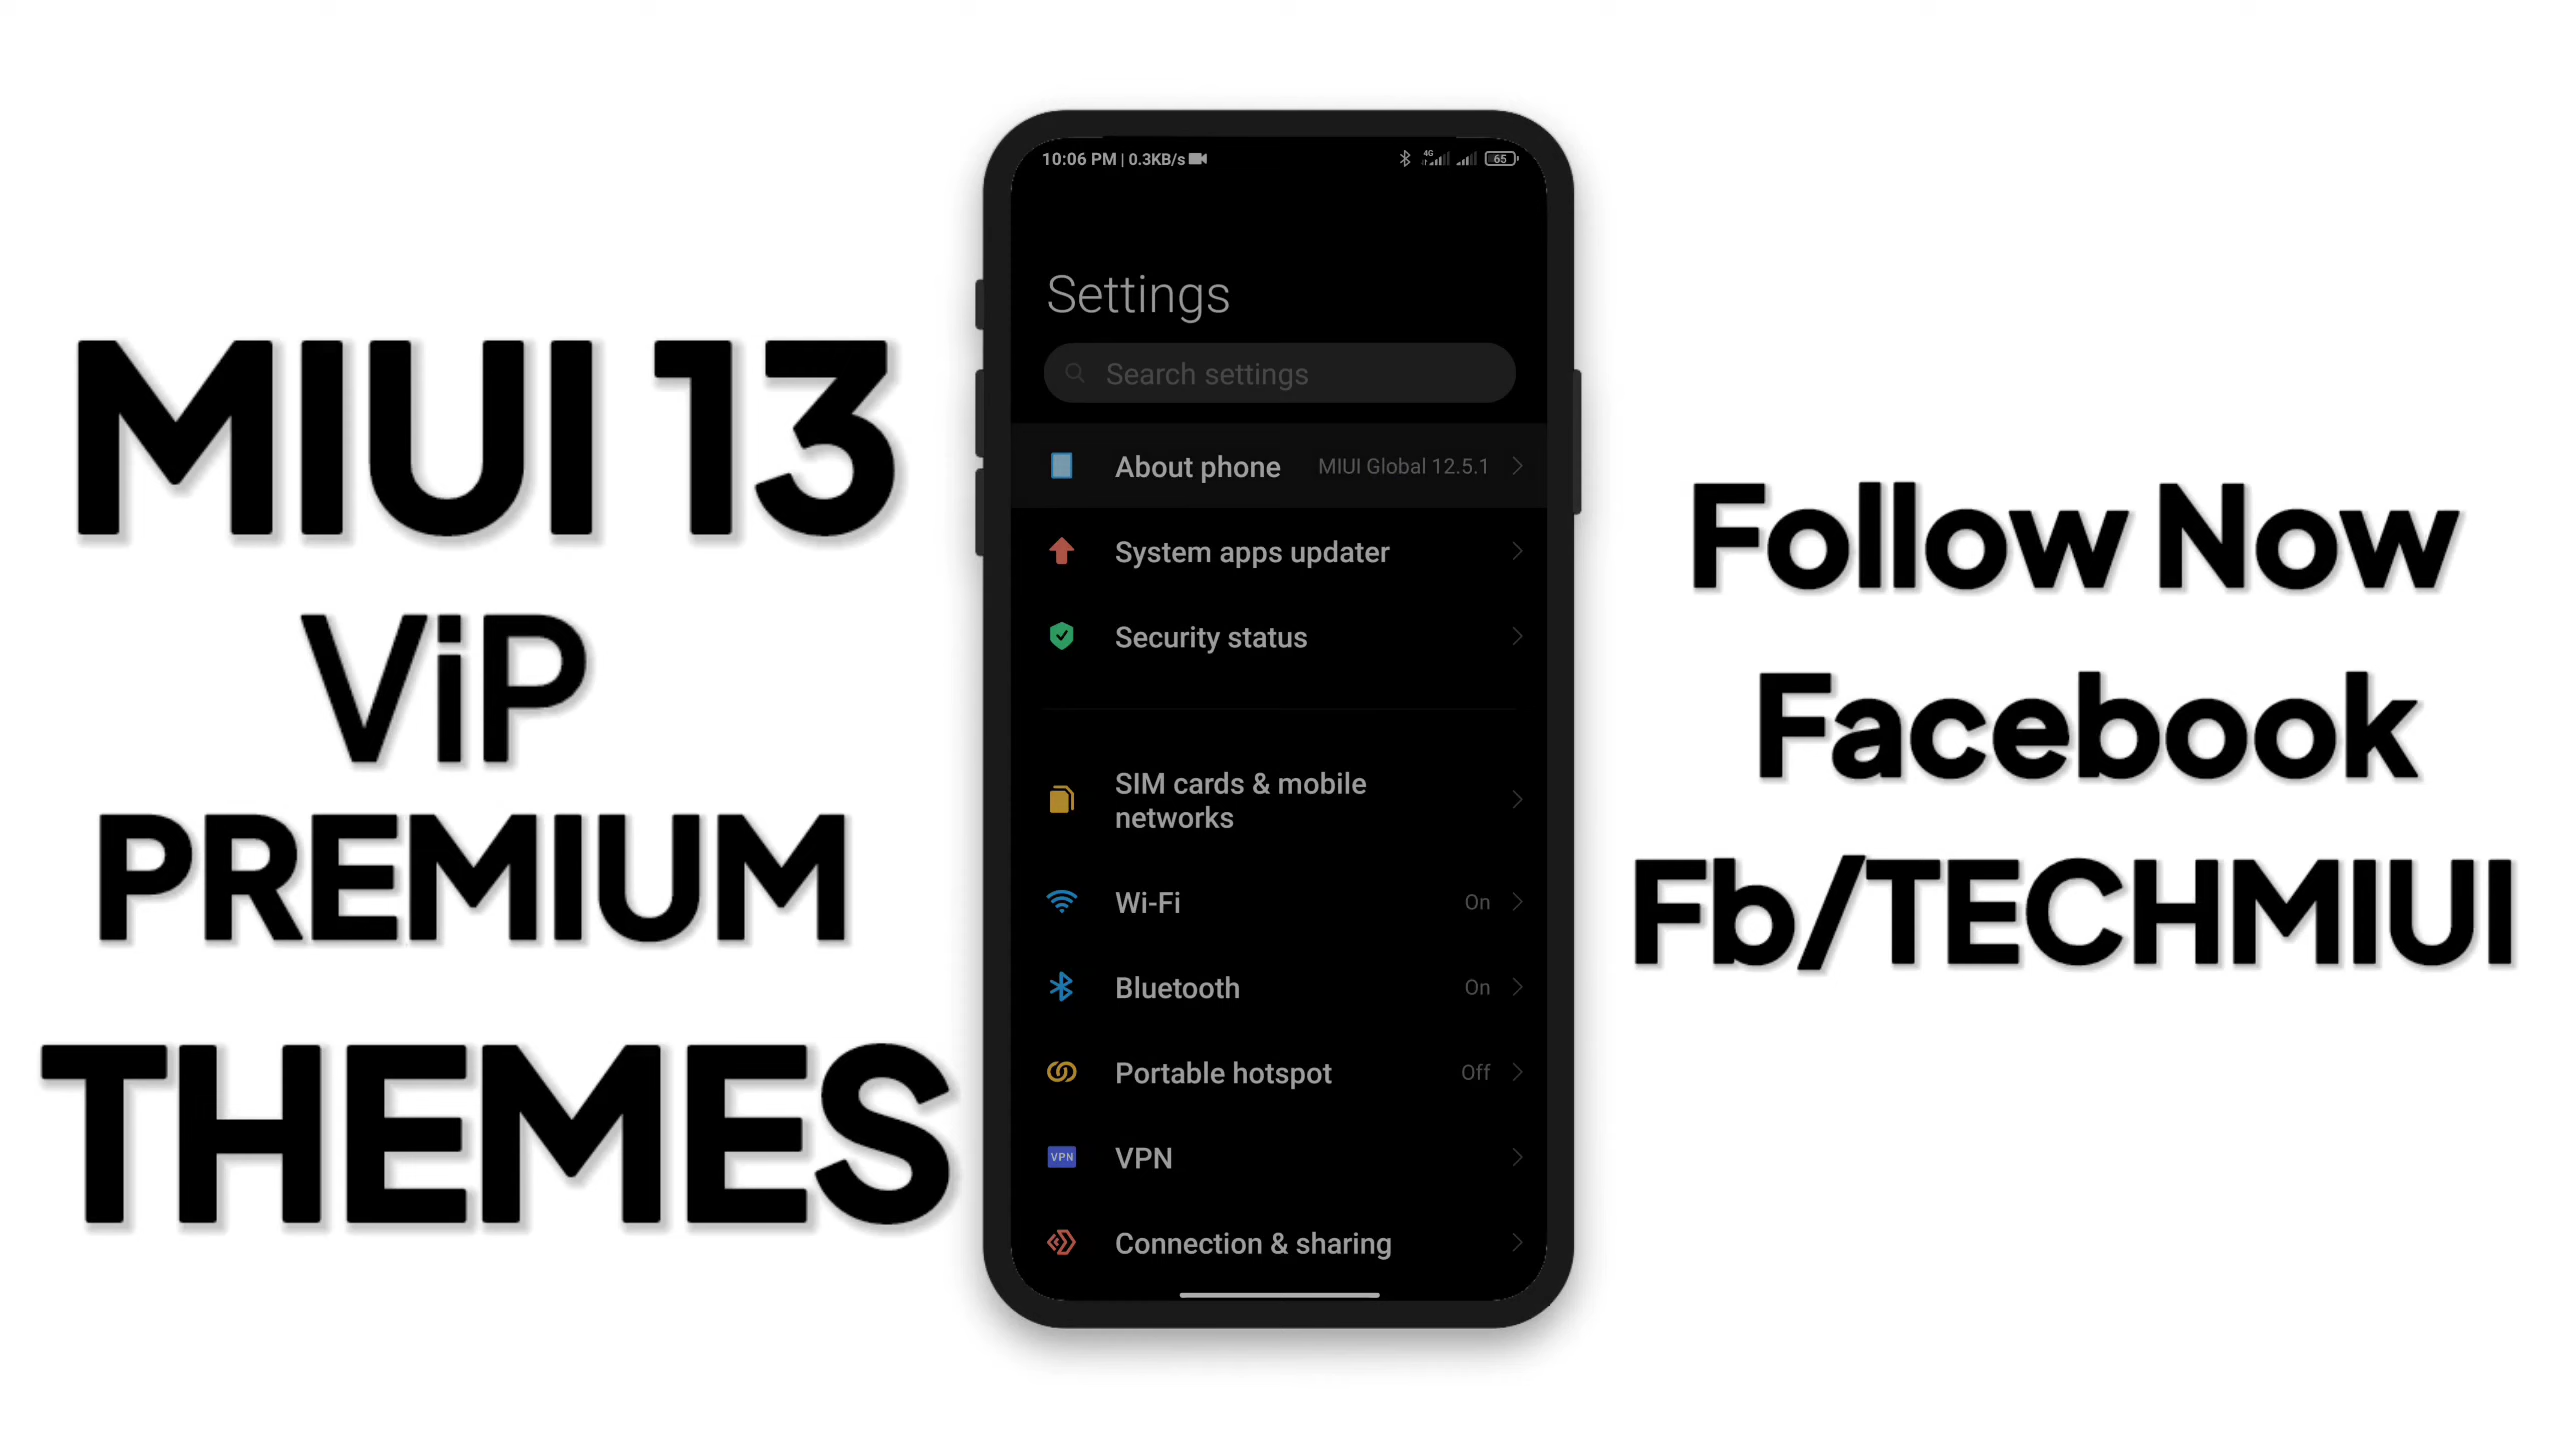 MIUI 13
ViP
PREMIUM
THEMES
10:06 PM | 0.3KB/s
4G
65
Settings
Search settings
About phone MIUI Global 12.5.1
System apps updater
Security status
SIM cards & mobile
networks
Wi-Fi On
Bluetooth On
Portable hotspot Off
VPN VPN
Connection & sharing
Follow Now
Facebook
Fb/TECHMIUI